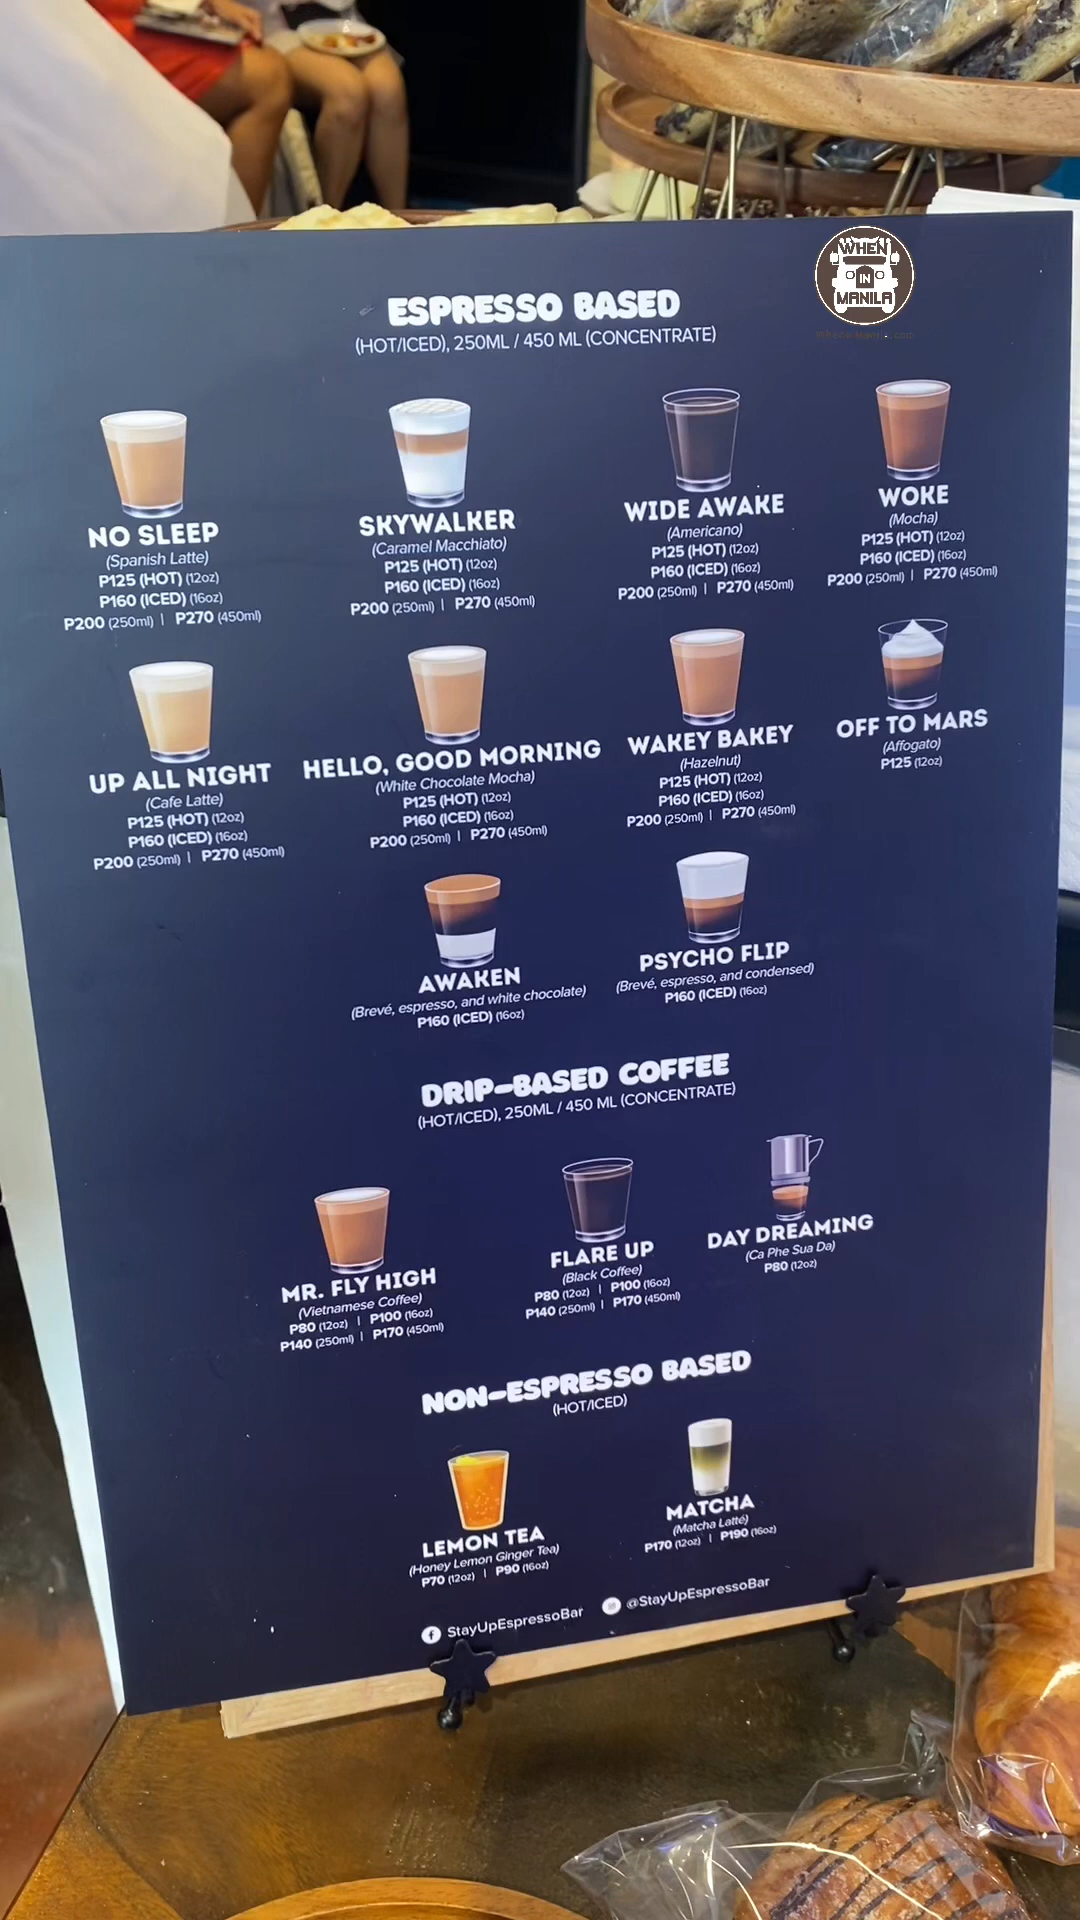 WHEN
IN
MANILA
ESPRESSO BASED
(HOT/ICED), 250ML / 450 ML (CONCENTRATE)
NO SLEEP
(Spanish Latte)
P125 (HOT) (12oz)
P160 (ICED) (16oz)
P200 (250ml) | P270 (450ml)
SKYWALKER
(Caramel Macchiato)
P125 (HOT) (12oz)
P160 (ICED) (16oz)
P200 (250ml) | P270 (450ml)
WIDE AWAKE
(Americano)
P125 (HOT) (12oz)
P160 (ICED) (16oz)
P200 (250ml) | P270 (450ml)
WOKE
(Mocha)
P125 (HOT) (12oz)
P160 (ICED) (16oz)
P200 (250ml) | P270 (450ml)
UP ALL NIGHT
(Cafe Latte)
P125 (HOT) (12oz)
P160 (ICED) (16oz)
P200 (250ml) | P270 (450ml)
HELLO, GOOD MORNING
(White Chocolate Mocha)
P125 (HOT) (12oz)
P160 (ICED) (16oz)
P200 (250ml) | P270 (450ml)
WAKEY BAKEY
(Hazelnut)
P125 (HOT) (12oz)
P160 (ICED) (16oz)
P200 (250ml) | P270 (450ml)
OFF TO MARS
(Affogato)
P125 (12oz)
AWAKEN
(Brevé, espresso, and white chocolate)
P160 (ICED) (16oz)
PSYCHO FLIP
(Brevé, espresso, and condensed)
P160 (ICED) (16oz)
DRIP-BASED COFFEE
(HOT/ICED), 250ML / 450 ML (CONCENTRATE)
MR. FLY HIGH
(Vietnamese Coffee)
P80 (12oz) | P100 (16oz)
P140 (250ml) | P170 (450ml)
FLARE UP
(Black Coffee)
P80 (12oz) | P100 (16oz)
P140 (250ml) | P170 (450ml)
DAY DREAMING
(Ca Phe Sua Da)
P80 (12oz)
NON-ESPRESSO BASED
(HOT/ICED)
LEMON TEA
(Honey Lemon Ginger Tea)
P70 (12oz) | P90 (16oz)
MATCHA
(Matcha Latté)
P170 (12oz) | P190 (16oz)
StayUpEspressoBar @StayUpEspressoBar